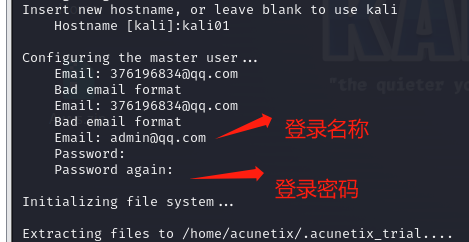 Insert new hostname, or leave blank to use kali
Hostname [kali]:kali01
Configuring the master user...
Email: 376196834@qq.com
Bad email format
Email: 376196834@qq.com
Bad email format
Email: admin@qq.com
登录名称
Password:
Password again:
登录密码
Initializing file system...
Extracting files to /home/acunetix/.acunetix_trial....
"the quieter y